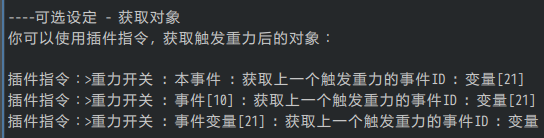 ----可选设定 - 获取对象
你可以使用插件指令，获取触发重力后的对象：
插件指令：>重力开关 : 本事件 : 获取上一个触发重力的事件ID : 变量[21]
插件指令：>重力开关 : 事件[10] : 获取上一个触发重力的事件ID : 变量[21]
插件指令：>重力开关 : 事件变量[21] : 获取上一个触发重力的事件ID : 变量